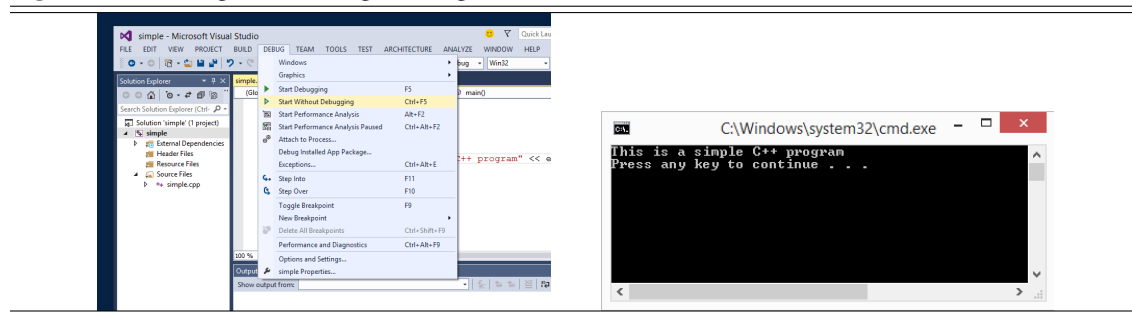 simple - Microsoft Visual Studio
Quick Lau
FILE EDIT VIEW PROJECT BUILD DEBUG TEAM TOOLS TEST ARCHITECTURE ANALYZE WINDOW HELP
bug Win32
Solution Explorer
Search Solution Explorer (Ctrl-
Solution 'simple' (1 project)
simple
External Dependencies
Header Files
Resource Files
Source Files
simple.cpp
simple.
(Glo
main()
C++ program" << e
Windows
Graphics
Start Debugging F5
Start Without Debugging Ctrl+F5
Start Performance Analysis Alt+F2
Start Performance Analysis Paused Ctrl+Alt+F2
Attach to Process...
Debug Installed App Package...
Exceptions... Ctrl+Alt+E
Step Into F11
Step Over F10
Toggle Breakpoint F9
New Breakpoint
Delete All Breakpoints Ctrl+Shift+F9
Performance and Diagnostics Ctrl+Alt+F9
Options and Settings...
simple Properties...
100 %
Output
Show output from:
C:\Windows\system32\cmd.exe
This is a simple C++ program
Press any key to continue . . .